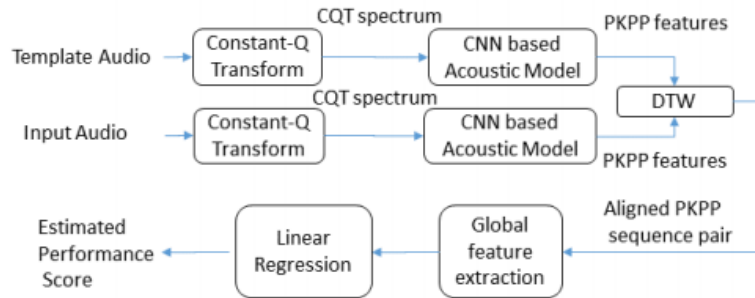 CQT spectrum
PKPP features
Template Audio
Constant-Q
Transform
CNN based
Acoustic Model
DTW
CQT spectrum
Input Audio
Constant-Q
Transform
CNN based
Acoustic Model
PKPP features
Estimated
Performance
Score
Linear
Regression
Global
feature
extraction
Aligned PKPP
sequence pair